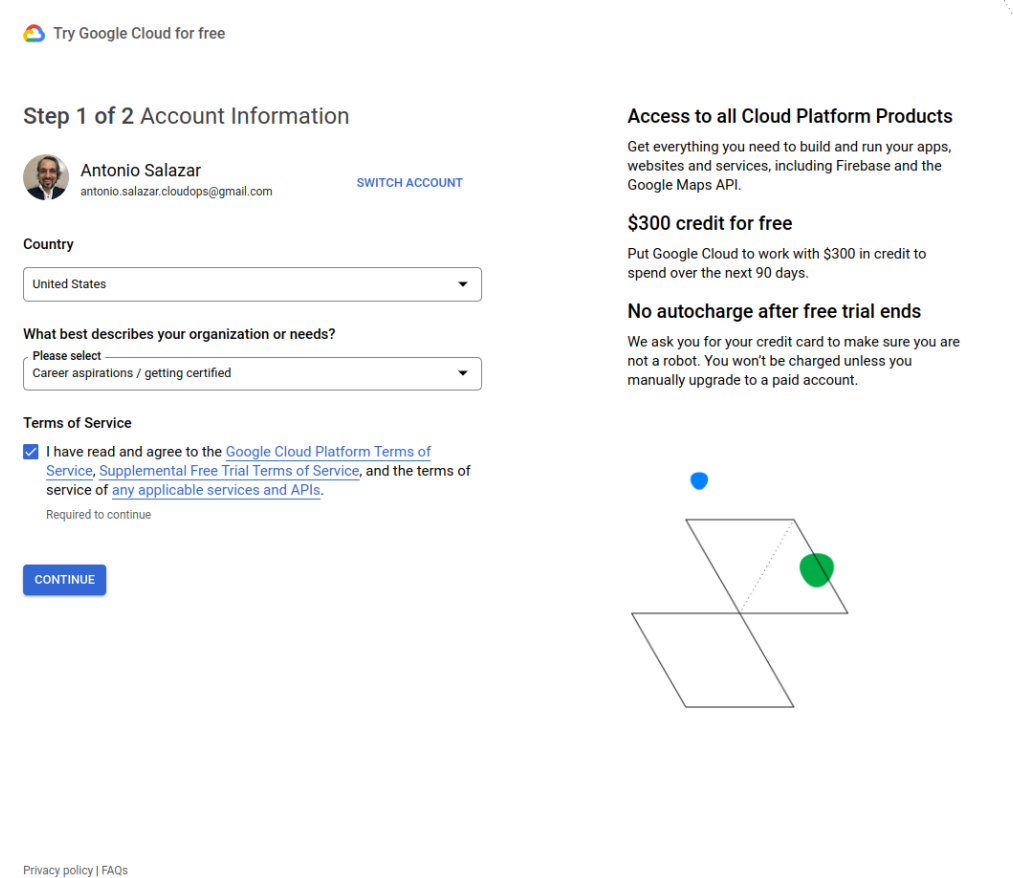 Try Google Cloud for free
Step 1 of 2 Account Information
Antonio Salazar
antonio.salazar.cloudops@gmail.com
SWITCH ACCOUNT
Country
United States
What best describes your organization or needs?
Please select
Career aspirations / getting certified
Terms of Service
I have read and agree to the Google Cloud Platform Terms of
Service, Supplemental Free Trial Terms of Service, and the terms of
service of any applicable services and APIs.
Required to continue
CONTINUE
Access to all Cloud Platform Products
Get everything you need to build and run your apps,
websites and services, including Firebase and the
Google Maps API.
$300 credit for free
Put Google Cloud to work with $300 in credit to
spend over the next 90 days.
No autocharge after free trial ends
We ask you for your credit card to make sure you are
not a robot. You won’t be charged unless you
manually upgrade to a paid account.
Privacy policy | FAQs